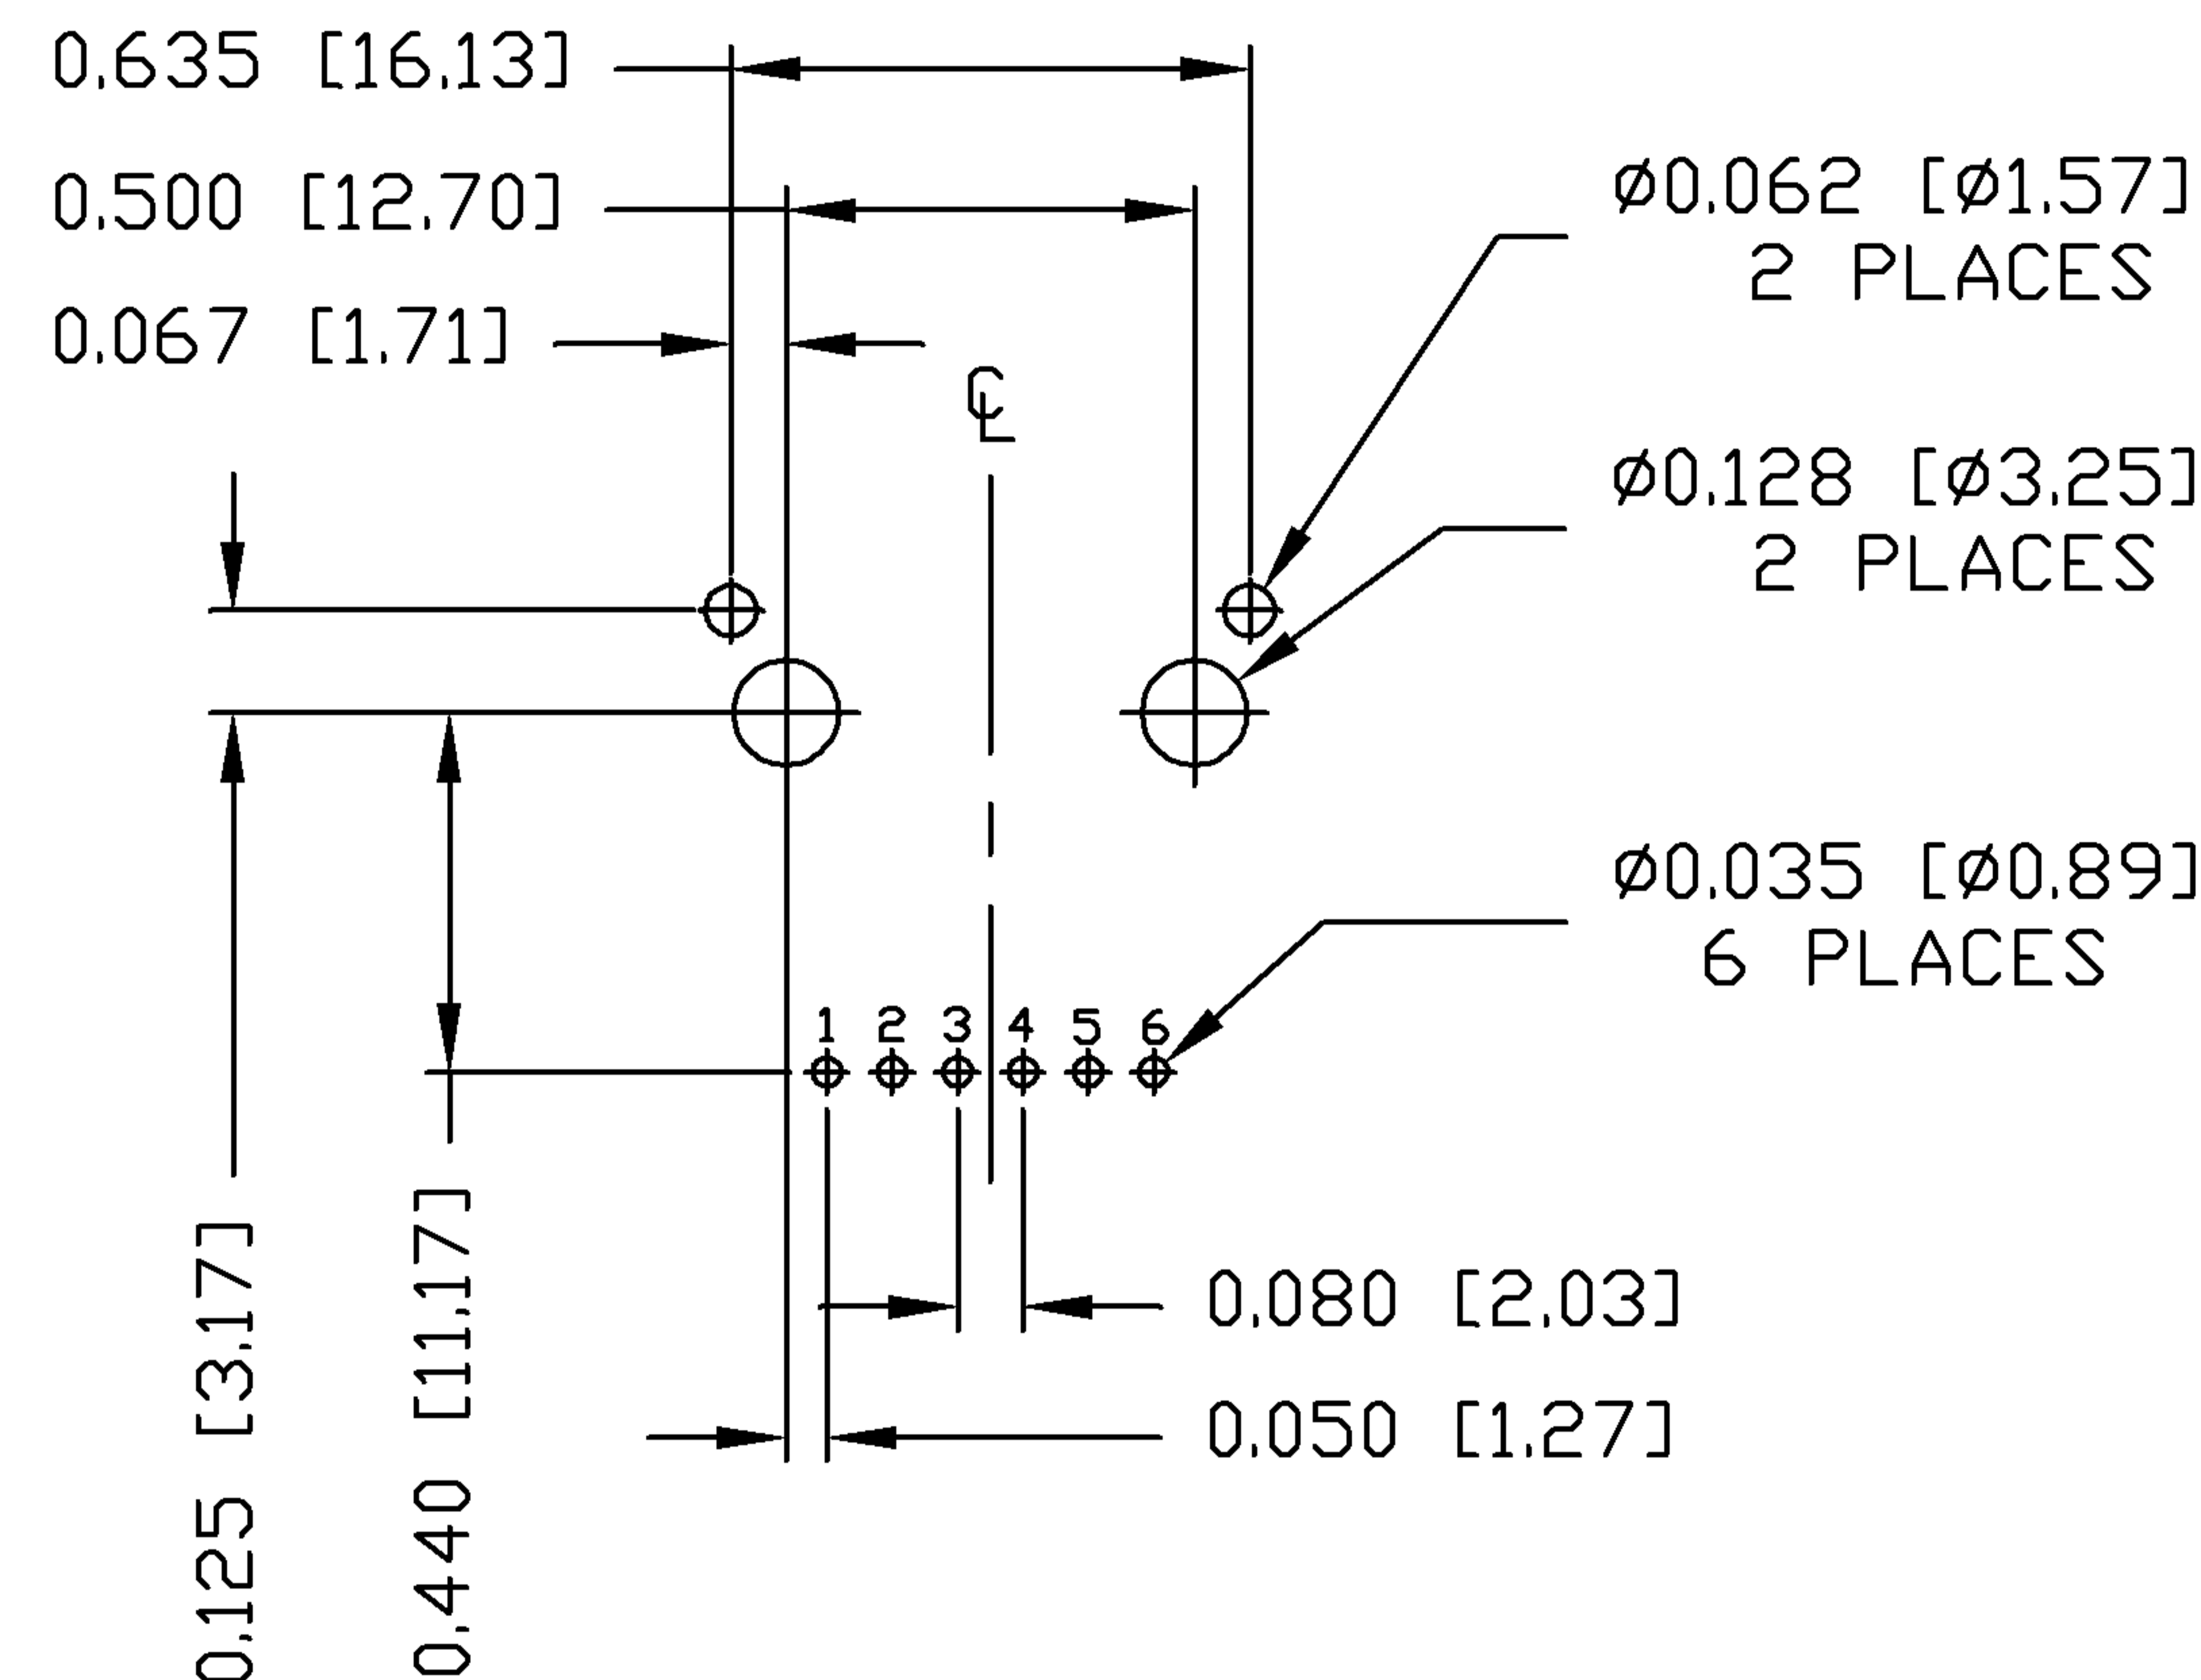 0.635 [16.13]
0.500 [12.70]
0.067 [1.71]
Ø0.062 [Ø1.57]
2 PLACES
℄
Ø0.128 [Ø3.25]
2 PLACES
Ø0.035 [Ø0.89]
6 PLACES
1 2 3 4 5 6
0.080 [2.03]
0.050 [1.27]
0.125 [3.17]
0.440 [11.17]